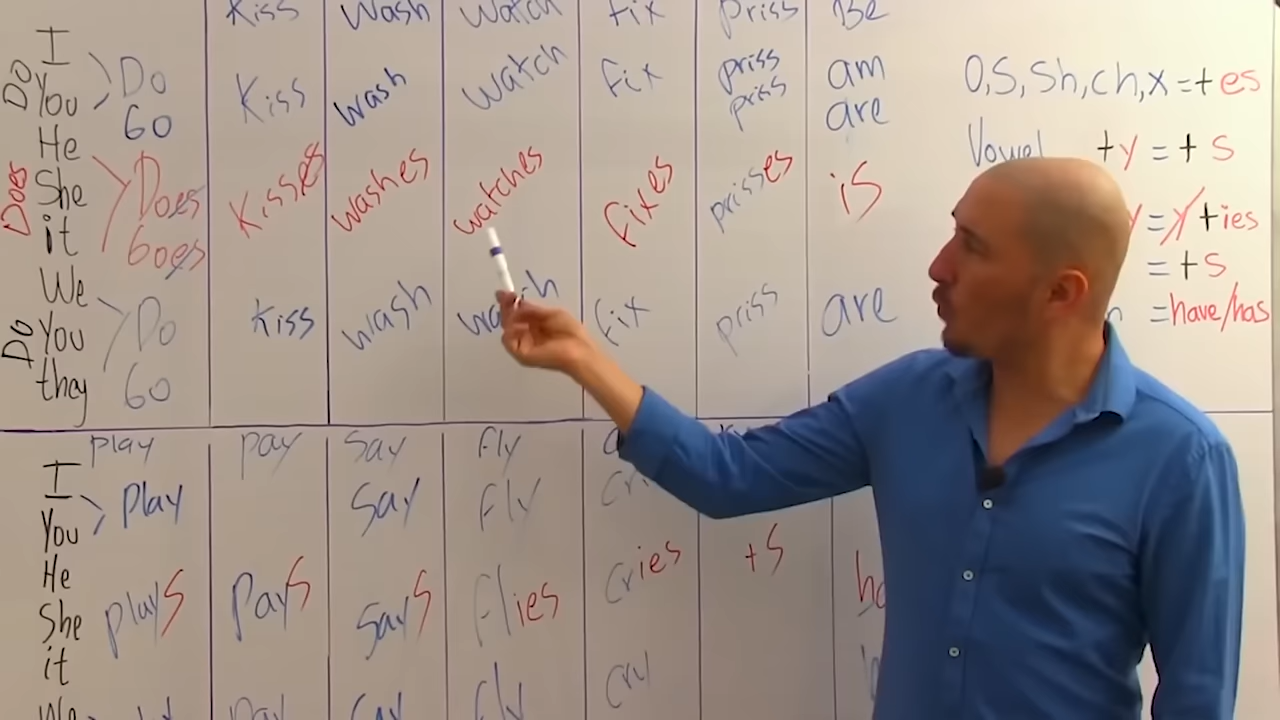 Kiss Wash Watch fix priss Be
I
Do You Do Kiss wash watch fix priss am
Go priss are
He
Does She Does Kisses washes watches fixes prisses is
it Goes
We
Do You Do Kiss wash fix priss are
they Go
O,S,Sh,ch,x=+es
Vowel +y=+S
y=y+ies
=+S
=have/has
play pay Say fly
I
You Play Say fly
He
She playS PayS SayS flies cries +S
it
We Pay Say fly cry